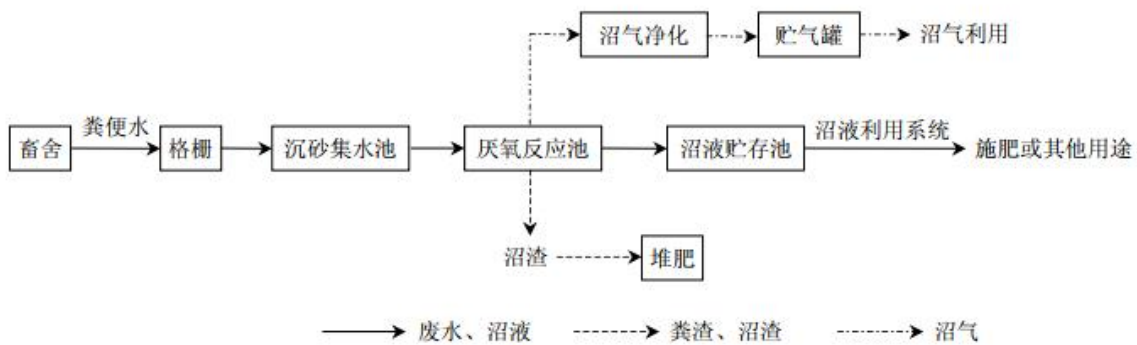 沼气净化 贮气罐 沼气利用
粪便水 沼液利用系统
畜舍 格栅 沉砂集水池 厌氧反应池 沼液贮存池 施肥或其他用途
沼渣 堆肥
废水、沼液 粪渣、沼渣 沼气